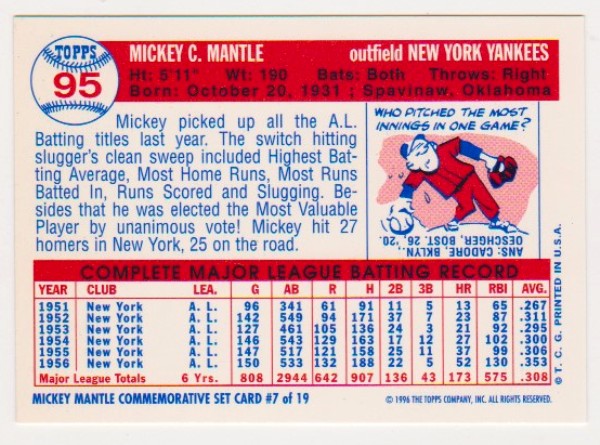 TOPPS
95
MICKEY C. MANTLE outfield NEW YORK YANKEES
Ht: 5'11" Wt: 190 Bats: Both Throws: Right
Born: October 20, 1931 ; Spavinaw, Oklahoma
Mickey picked up all the A.L.
Batting titles last year. The switch hitting
slugger's clean sweep included Highest Bat-
ting Average, Most Home Runs, Most Runs
Batted In, Runs Scored and Slugging. Be-
sides that he was elected the Most Valuable
Player by unanimous vote! Mickey hit 27
homers in New York, 25 on the road.
WHO PITCHED THE MOST
INNINGS IN ONE GAME?
ANS: CADORE, BKLYN.,
OESCHGER, BOST. 26,
'20.
COMPLETE MAJOR LEAGUE BATTING RECORD
YEAR CLUB LEA. G AB R H 2B 3B HR RBI AVG.
1951 New York A. L. 96 341 61 91 11 5 13 65 .267
1952 New York A. L. 142 549 94 171 37 7 23 87 .311
1953 New York A. L. 127 461 105 136 24 3 21 92 .295
1954 New York A. L. 146 543 129 163 17 12 27 102 .300
1955 New York A. L. 147 517 121 158 25 11 37 99 .306
1956 New York A. L. 150 533 132 188 22 5 52 130 .353
Major League Totals 6 Yrs. 808 2944 642 907 136 43 173 575 .308
© T. C. G. PRINTED IN U.S.A.
MICKEY MANTLE COMMEMORATIVE SET CARD #7 of 19
© 1996 THE TOPPS COMPANY, INC. ALL RIGHTS RESERVED.